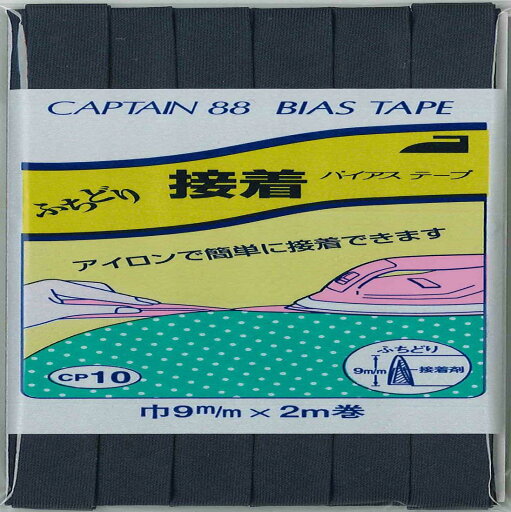 CAPTAIN 88 BIAS TAPE
ふちどり 接着 バイアス テープ
アイロンで簡単に接着できます
ふちどり
9m/m 接着剤
CP10
巾9m/m × 2m巻